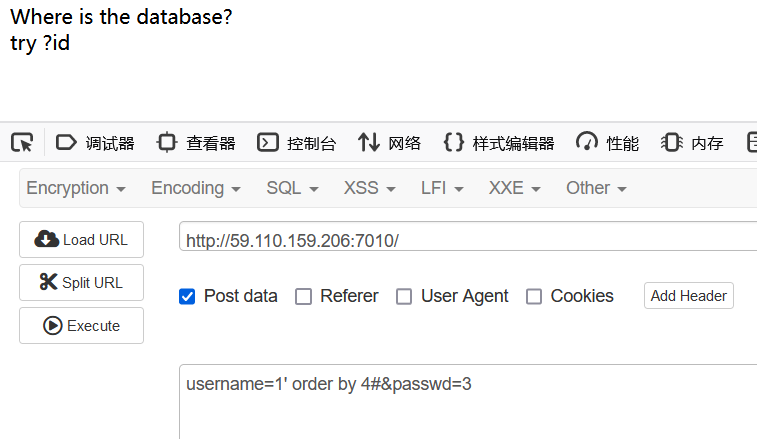 Where is the database?
try ?id
调试器 查看器 控制台 网络 样式编辑器 性能 内存
Encryption Encoding SQL XSS LFI XXE Other
Load URL
http://59.110.159.206:7010/
Split URL
Post data Referer User Agent Cookies Add Header
Execute
username=1' order by 4#&passwd=3